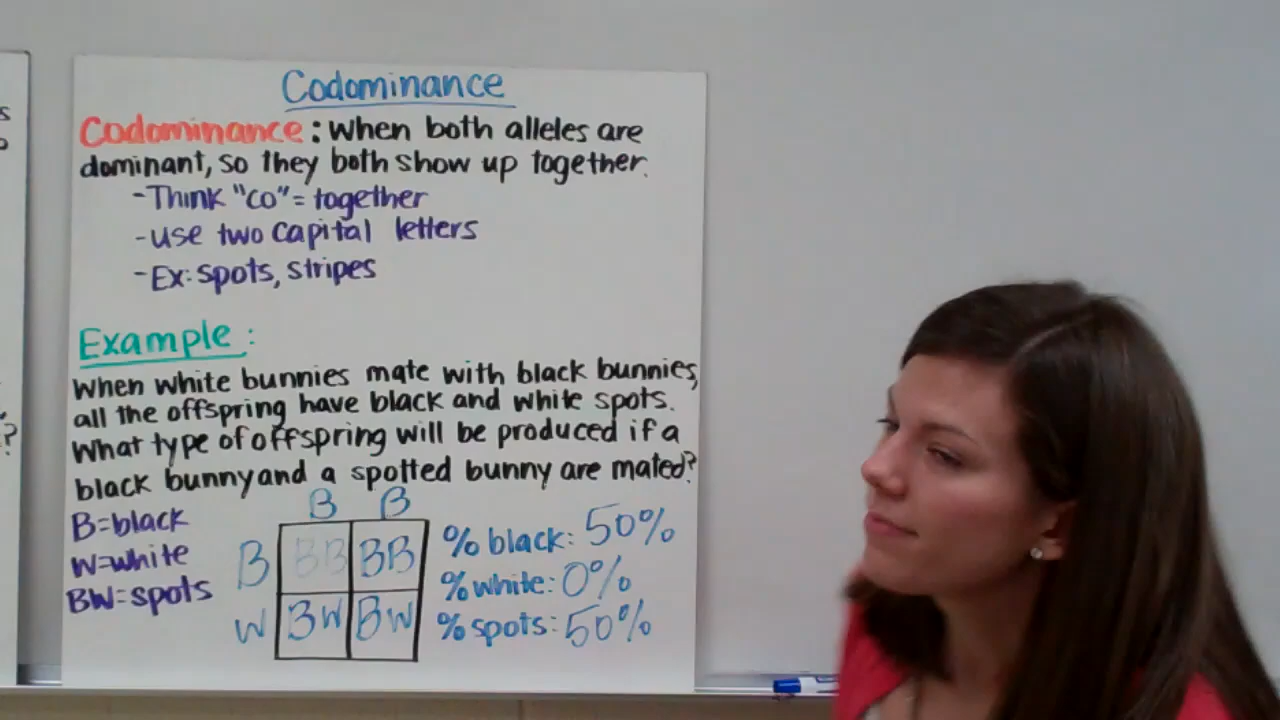 Codominance
Codominance: When both alleles are
dominant, so they both show up together.
-Think "co" = together
-use two capital letters
-Ex: spots, stripes
Example:
When white bunnies mate with black bunnies,
all the offspring have black and white spots.
What type of offspring will be produced if a
black bunny and a spotted bunny are mated?
B=black
W=white
BW=spots
B B
B BB BB
W BW BW
% black: 50%
% white: 0%
% spots: 50%